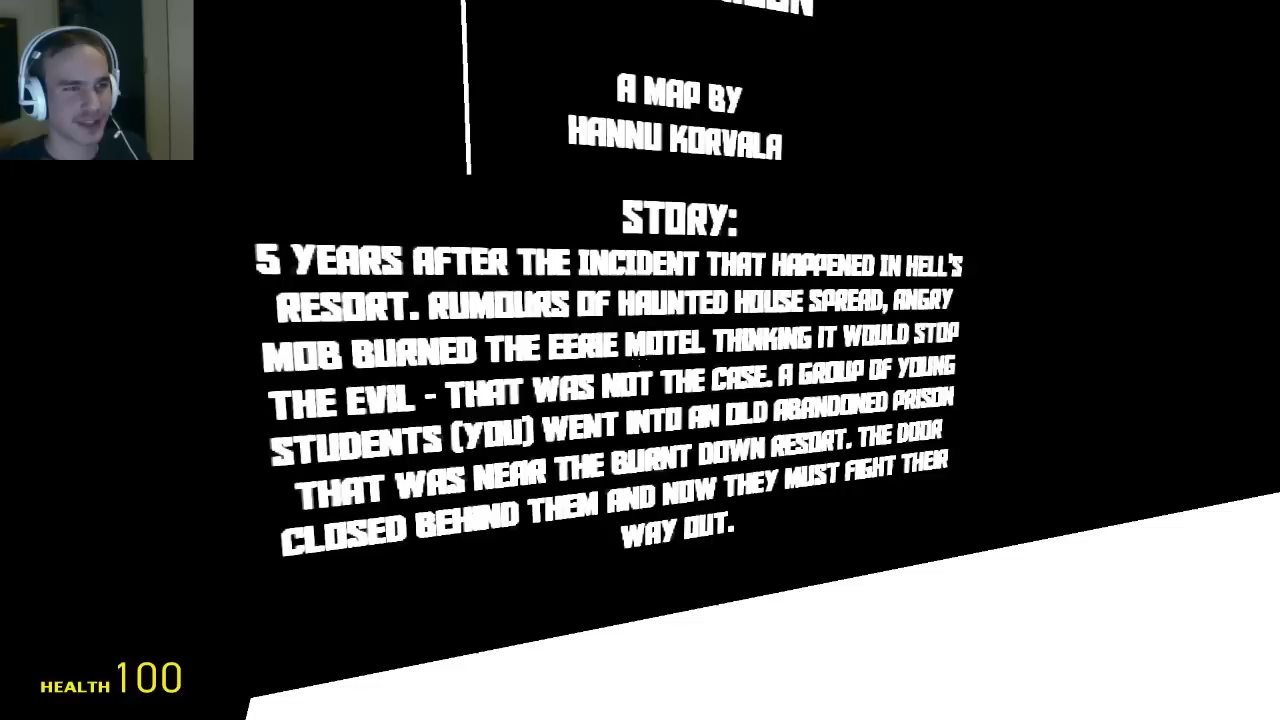 A MAP BY
HANNU KORVALA
STORY:
5 YEARS AFTER THE INCIDENT THAT HAPPENED IN HELL'S
RESORT. RUMOURS OF HAUNTED HOUSE SPREAD, ANGRY
MOB BURNED THE EERIE MOTEL THINKING IT WOULD STOP
THE EVIL - THAT WAS NOT THE CASE. A GROUP OF YOUNG
STUDENTS (YOU) WENT INTO AN OLD ABANDONED PRISON
THAT WAS NEAR THE BURNT DOWN RESORT. THE DOOR
CLOSED BEHIND THEM AND NOW THEY MUST FIGHT THEIR
WAY OUT.
HEALTH 100